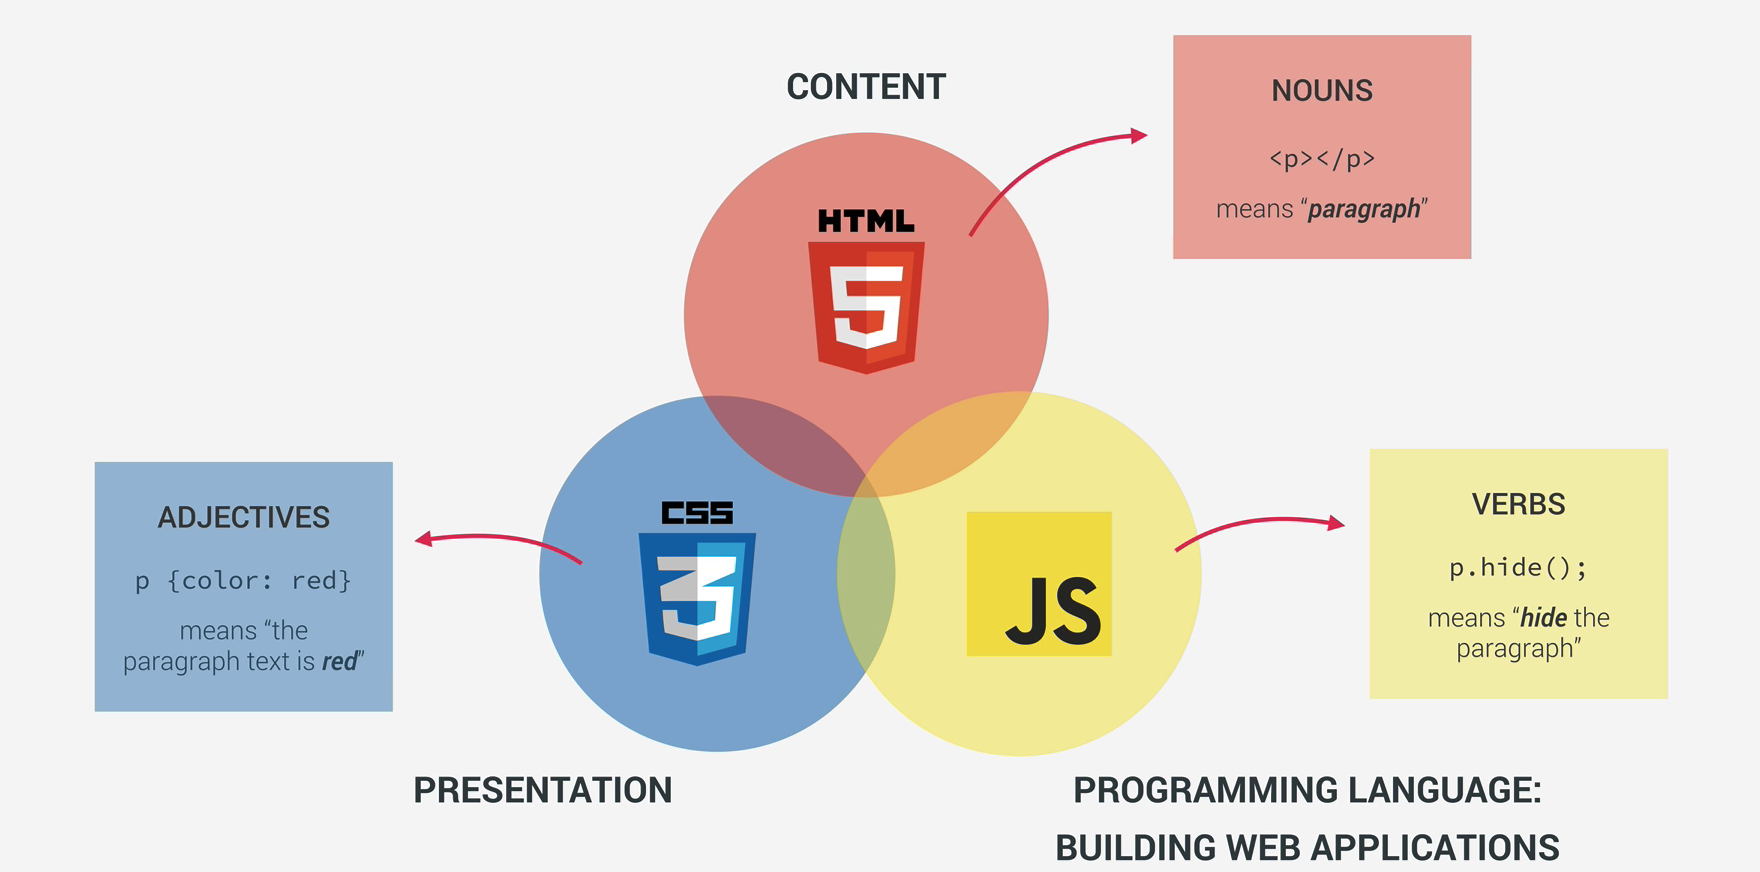 CONTENT
NOUNS
<p></p>
means “paragraph”
HTML
5
ADJECTIVES
p {color: red}
means “the
paragraph text is red”
CSS
3
JS
VERBS
p.hide();
means “hide the
paragraph”
PRESENTATION
PROGRAMMING LANGUAGE:
BUILDING WEB APPLICATIONS